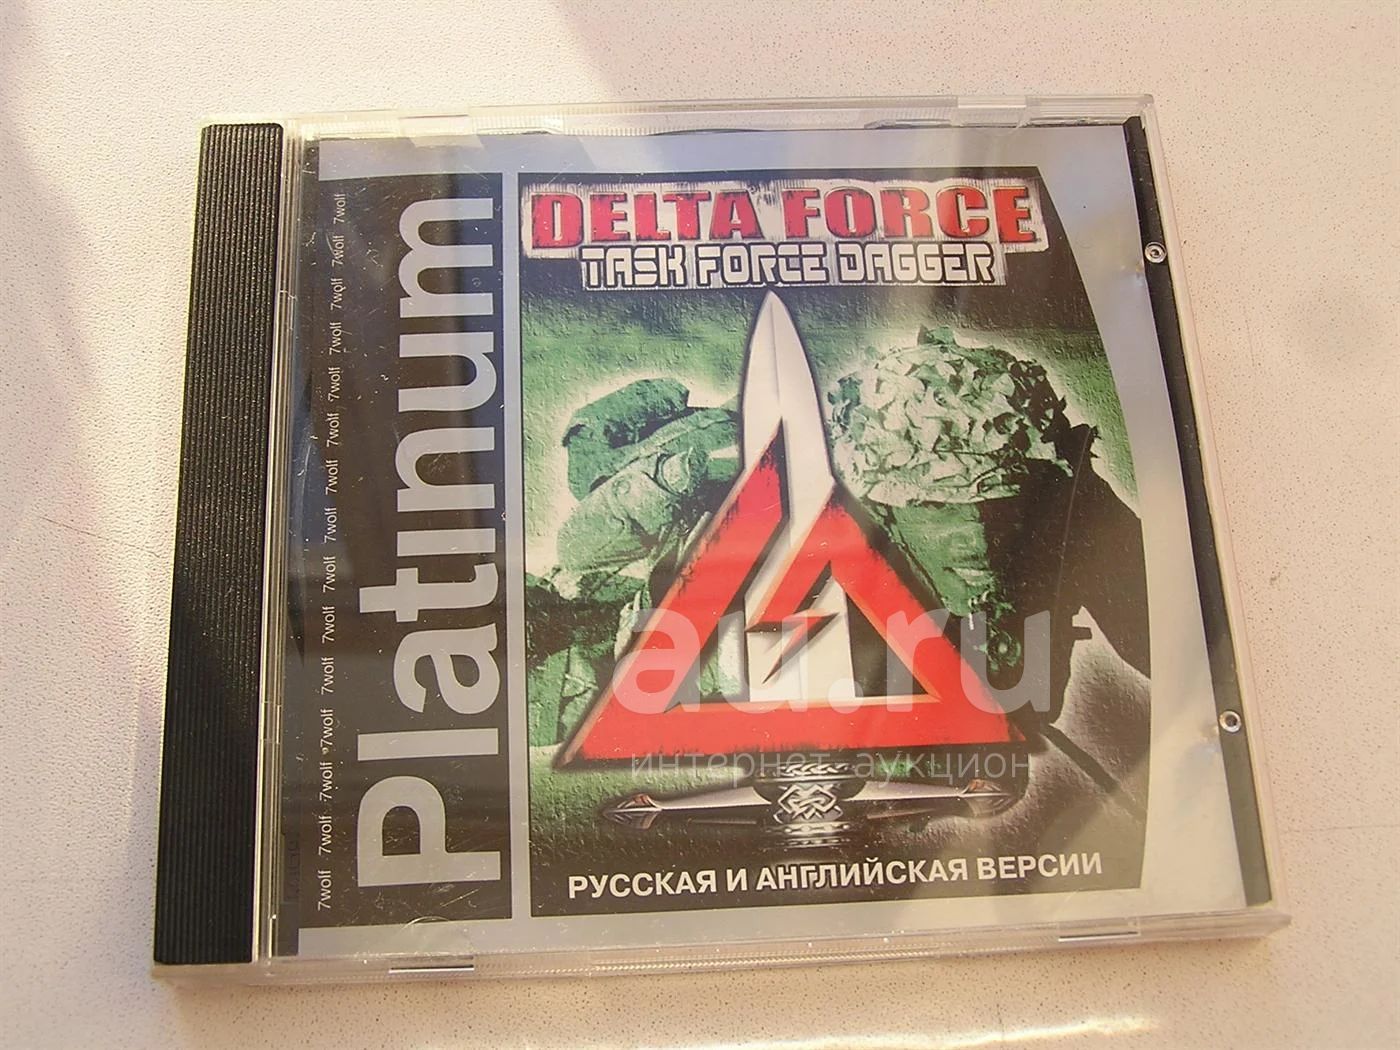 7wolf 7wolf 7wolf 7wolf 7wolf 7wolf 7wolf 7wolf 7wolf 7wolf 7wolf 7wolf 7wolf 7wolf 7wolf
Platinum
DELTA FORCE
TASK FORCE DAGGER
au.ru
интернет аукцион
РУССКАЯ И АНГЛИЙСКАЯ ВЕРСИИ